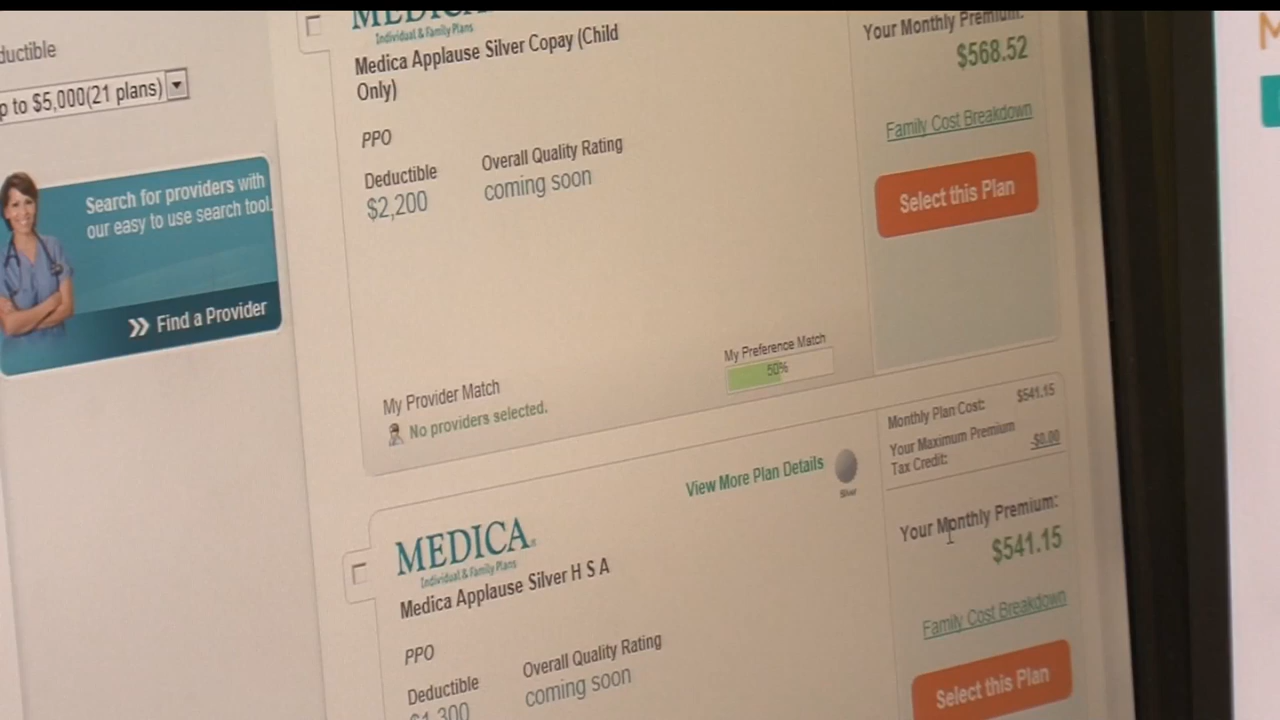 ductible
p to $5,000(21 plans)
Search for providers with
our easy to use search tool.
Find a Provider
MEDICA
Individual & Family Plans
Medica Applause Silver Copay (Child
Only)
PPO
Deductible
$2,200
Overall Quality Rating
coming soon
My Provider Match
No providers selected.
My Preference Match
50%
Your Monthly Premium:
$568.52
Family Cost Breakdown
Select this Plan
View More Plan Details
Silver
MEDICA®
Individual & Family Plans
Medica Applause Silver H S A
PPO
Deductible
$1,300
Overall Quality Rating
coming soon
Monthly Plan Cost: $541.15
Your Maximum Premium
Tax Credit: -$0.00
Your Monthly Premium:
$541.15
Family Cost Breakdown
Select this Plan
M